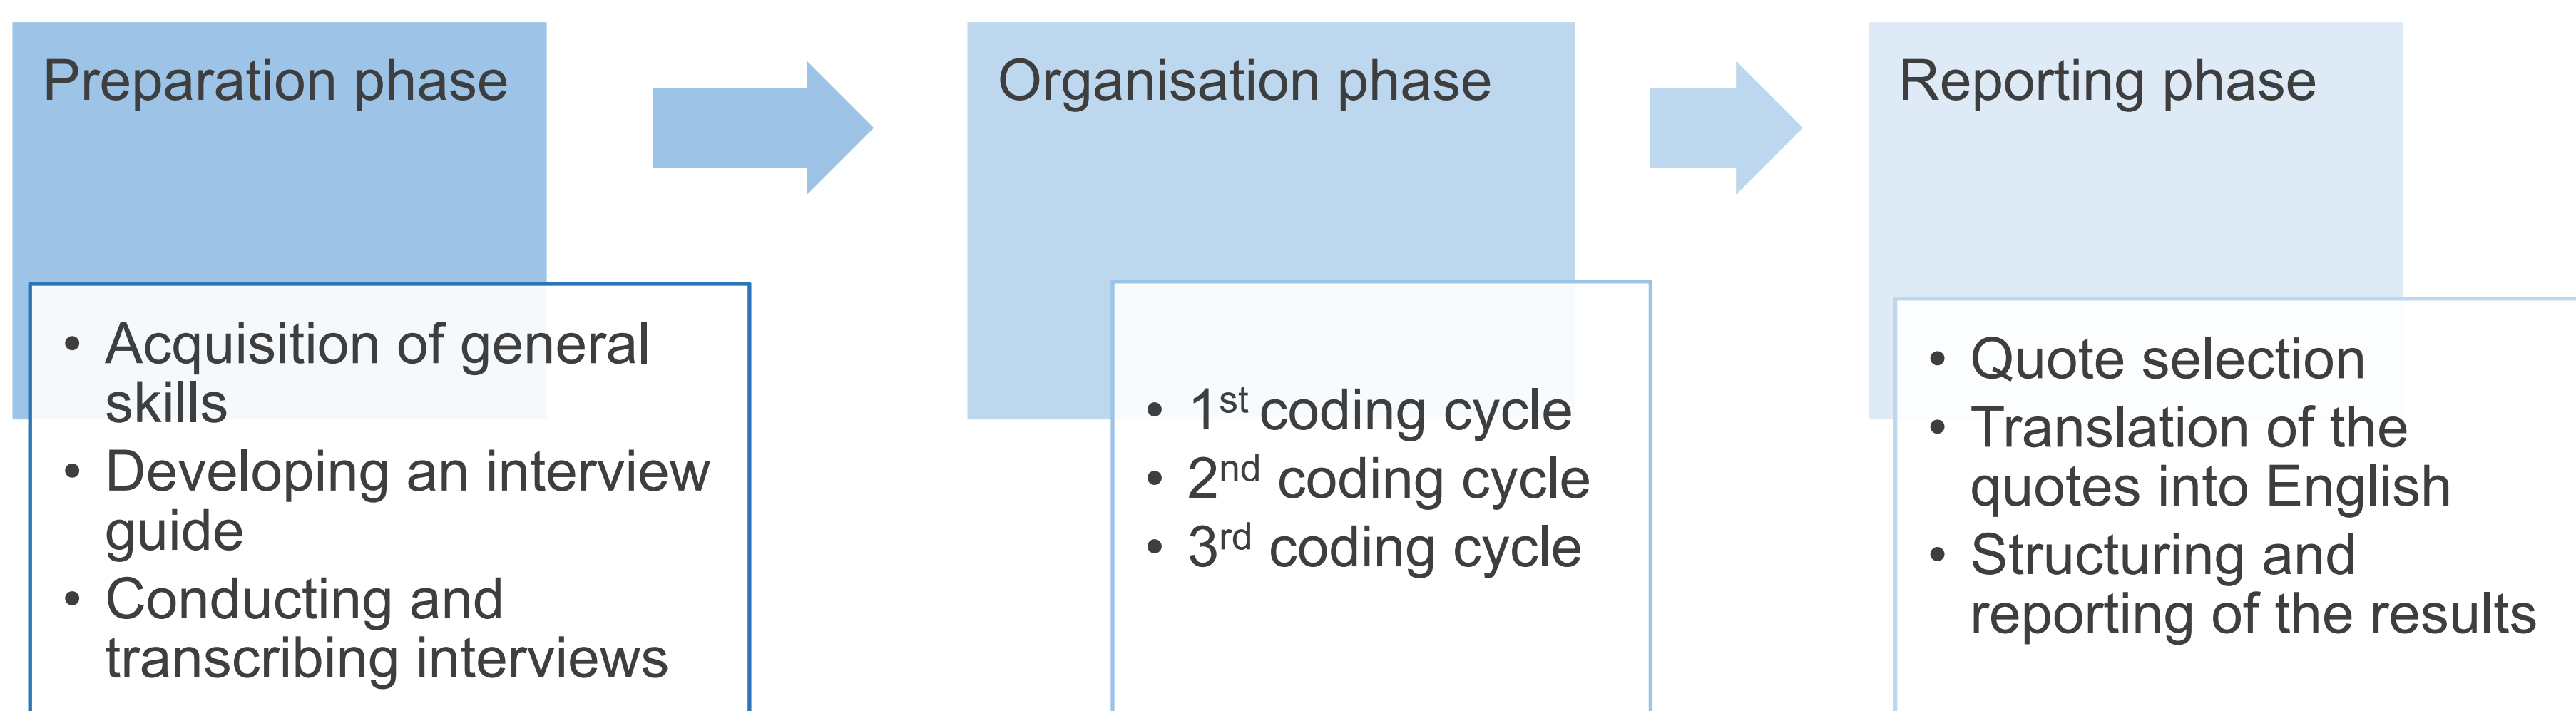 Preparation phase
• Acquisition of general
skills
• Developing an interview
guide
• Conducting and
transcribing interviews
Organisation phase
• 1st coding cycle
• 2nd coding cycle
• 3rd coding cycle
Reporting phase
• Quote selection
• Translation of the
quotes into English
• Structuring and
reporting of the results